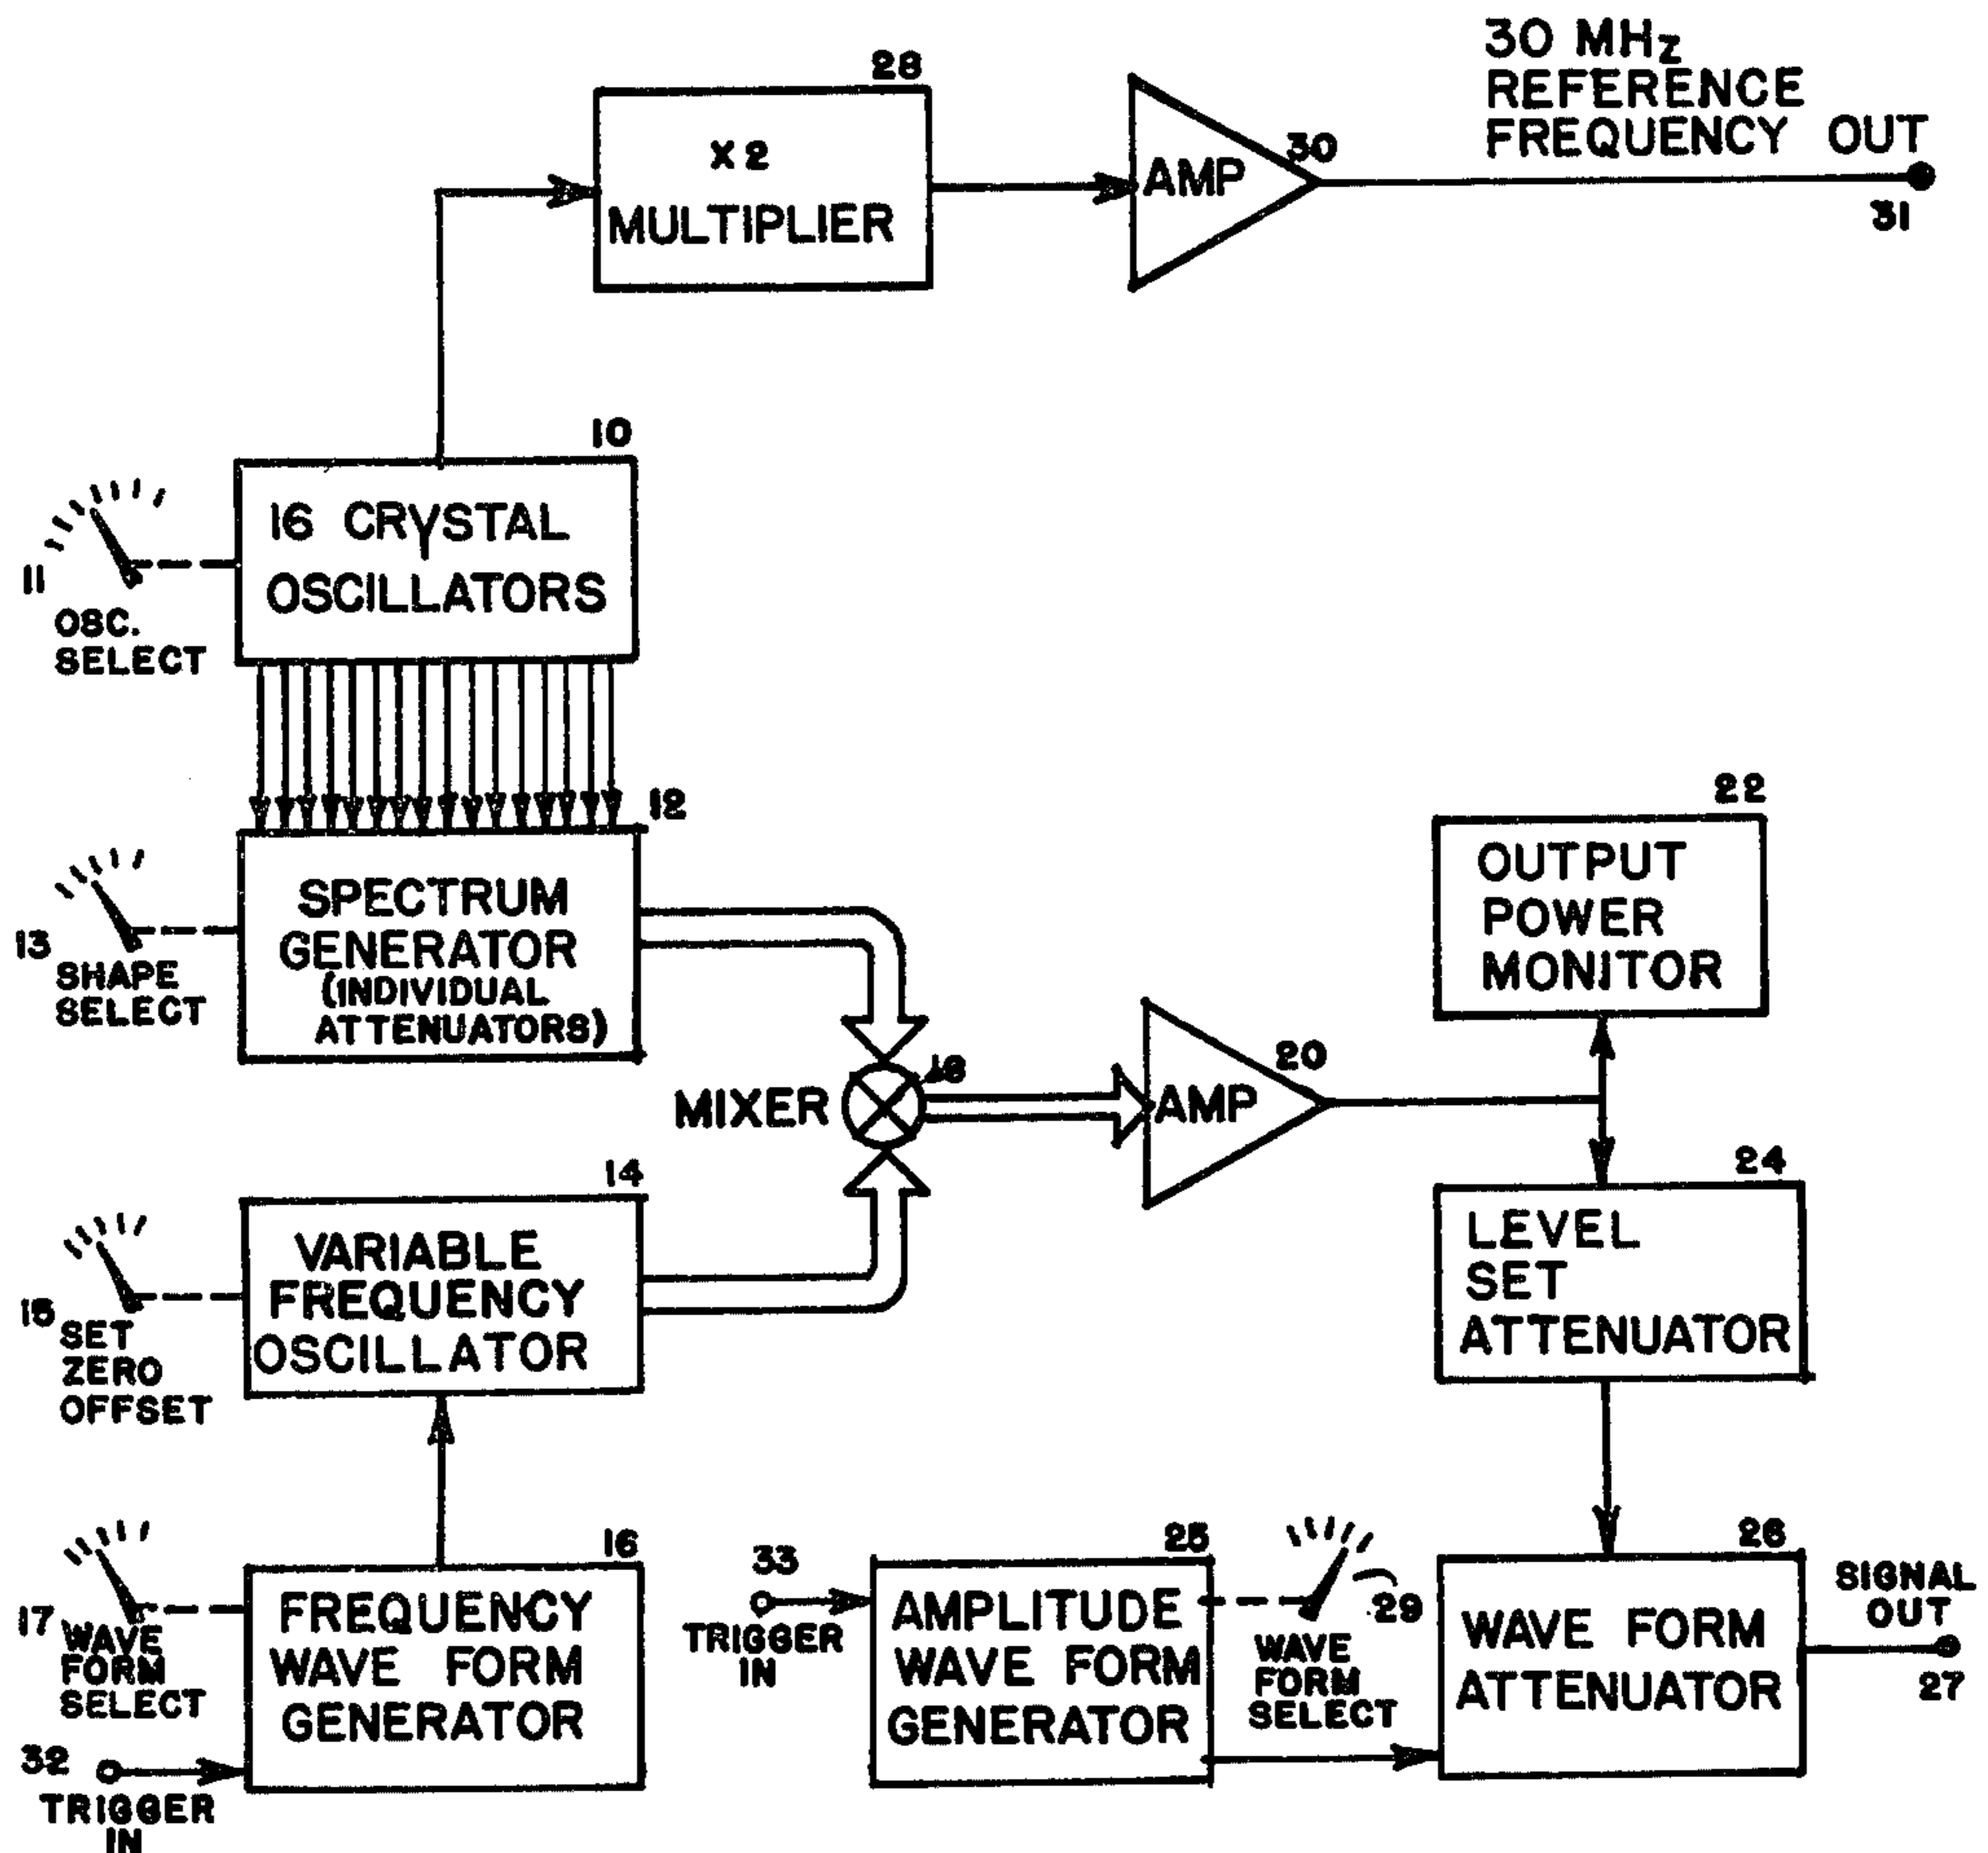 30 MHz
REFERENCE
FREQUENCY OUT
28
X2
MULTIPLIER
AMP
30
31
10
16 CRYSTAL
OSCILLATORS
11
OSC.
SELECT
12
SPECTRUM
GENERATOR
(INDIVIDUAL
ATTENUATORS)
13
SHAPE
SELECT
22
OUTPUT
POWER
MONITOR
MIXER
18
AMP
20
14
VARIABLE
FREQUENCY
OSCILLATOR
15
SET
ZERO
OFFSET
24
LEVEL
SET
ATTENUATOR
16
FREQUENCY
WAVE FORM
GENERATOR
17
WAVE
FORM
SELECT
32
TRIGGER
IN
33
TRIGGER
IN
25
AMPLITUDE
WAVE FORM
GENERATOR
29
WAVE
FORM
SELECT
26
WAVE FORM
ATTENUATOR
SIGNAL
OUT
27